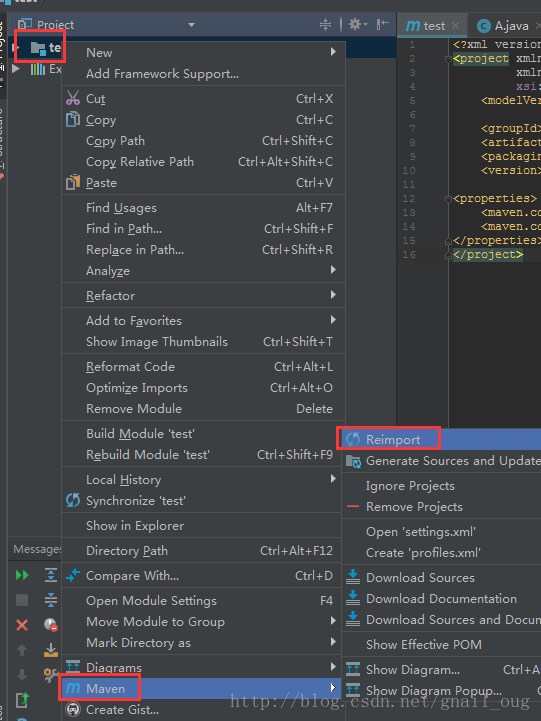 test
Project
test
A.java
te
Ex
1
2
3
4
5
6
7
8
9
10
11
12
13
14
15
16
<?xml version
<project xmln
xmln
xsi:
<modelVer
<groupId>
<artifact
<packagin
<version>
<properties>
<maven.co
<maven.co
</properties>
</project>
New
Add Framework Support...
Cut Ctrl+X
Copy Ctrl+C
Copy Path Ctrl+Shift+C
Copy Relative Path Ctrl+Alt+Shift+C
Paste Ctrl+V
Find Usages Alt+F7
Find in Path... Ctrl+Shift+F
Replace in Path... Ctrl+Shift+R
Analyze
Refactor
Add to Favorites
Show Image Thumbnails Ctrl+Shift+T
Reformat Code Ctrl+Alt+L
Optimize Imports Ctrl+Alt+O
Remove Module Delete
Build Module 'test'
Rebuild Module 'test' Ctrl+Shift+F9
Local History
Synchronize 'test'
Show in Explorer
Directory Path Ctrl+Alt+F12
Compare With... Ctrl+D
Open Module Settings F4
Move Module to Group
Mark Directory as
Diagrams
Maven
Create Gist...
Messages
Reimport
Generate Sources and Update
Ignore Projects
Remove Projects
Open 'settings.xml'
Create 'profiles.xml'
Download Sources
Download Documentation
Download Sources and Docum
Show Effective POM
Show Diagram... Ctrl+A
Show Diagram Popup... Ctrl
http://blog.csdn.net/gnail_oug